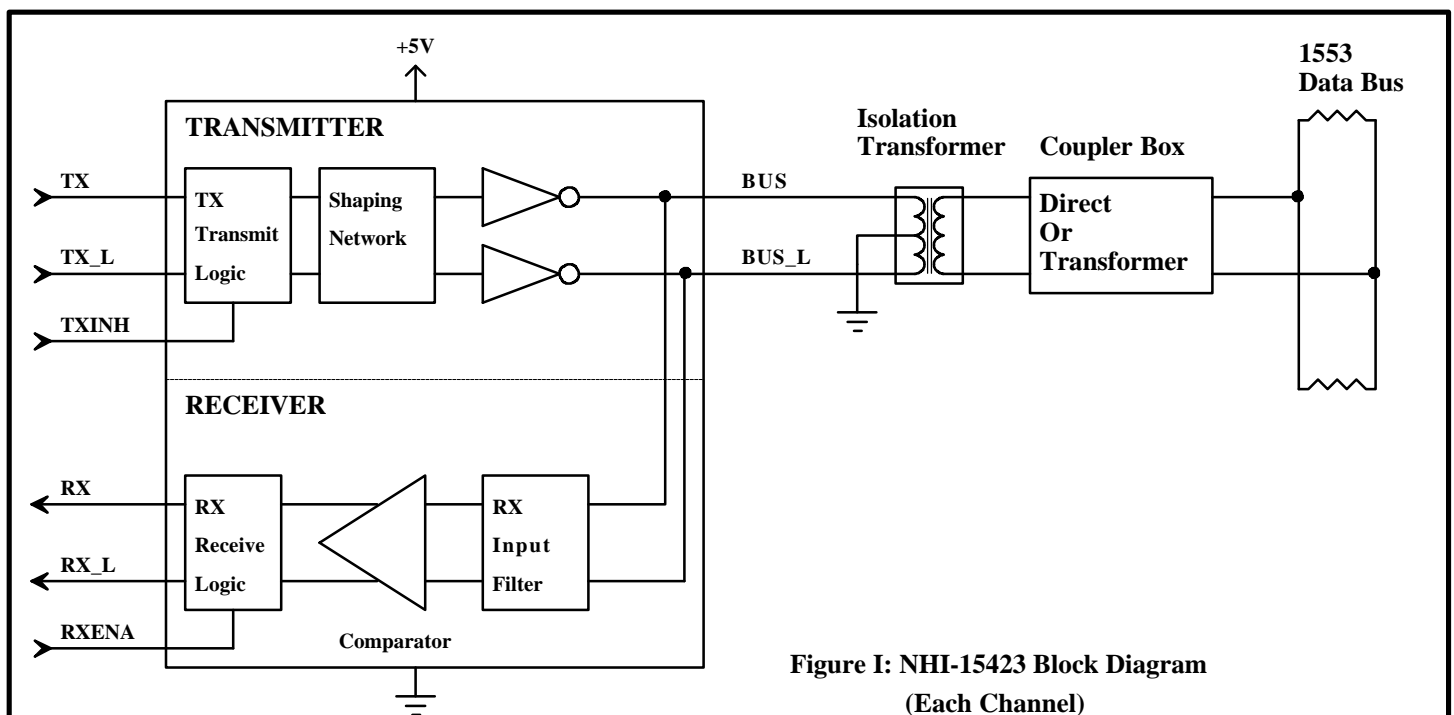 +5V
1553
Data Bus
TRANSMITTER
Isolation
Transformer
Coupler Box
TX
TX
Transmit
Logic
Shaping
Network
BUS
Direct
Or
Transformer
TX_L
BUS_L
TXINH
RECEIVER
RX
RX
Receive
Logic
RX
Input
Filter
RX_L
RXENA
Comparator
Figure I: NHI-15423 Block Diagram
(Each Channel)